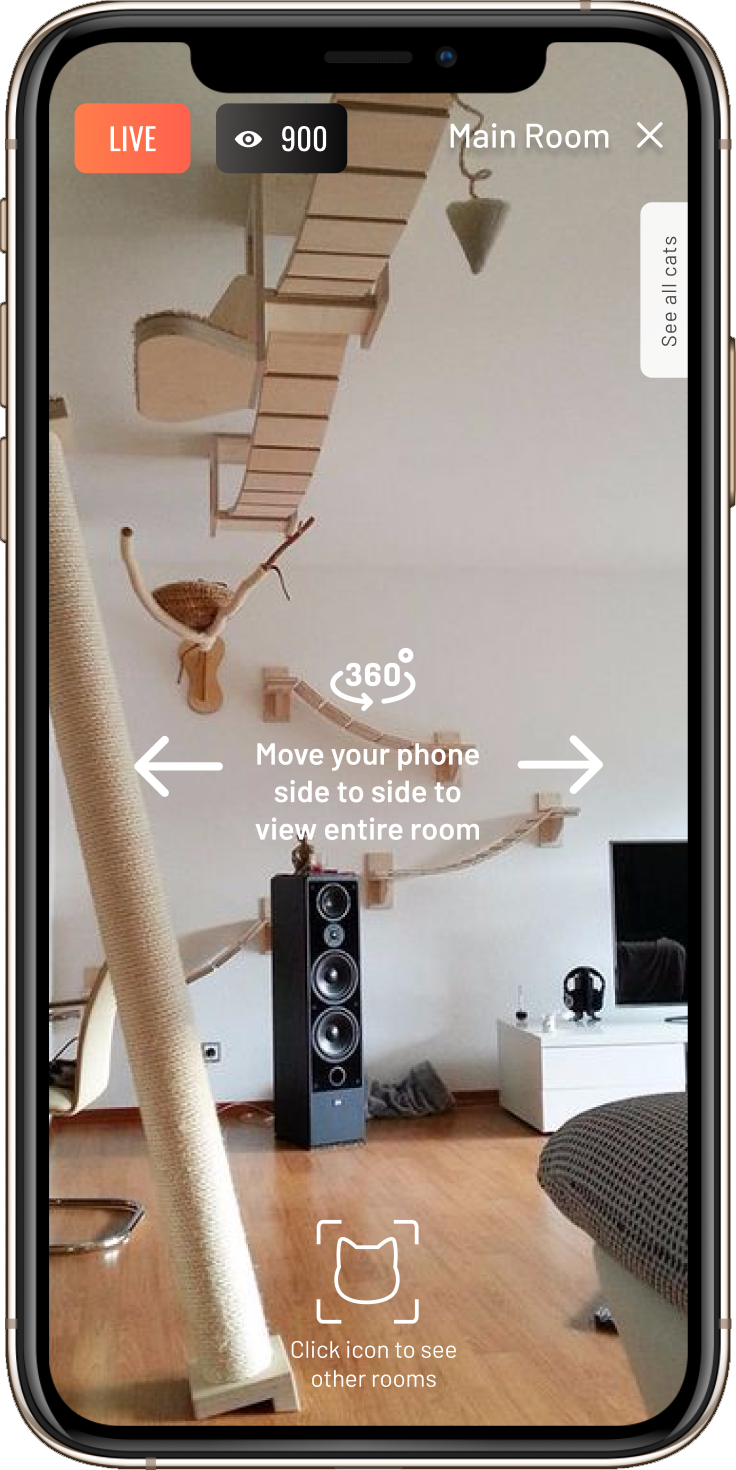 LIVE
900
Main Room
See all cats
360°
Move your phone
side to side to
view entire room
Click icon to see
other rooms